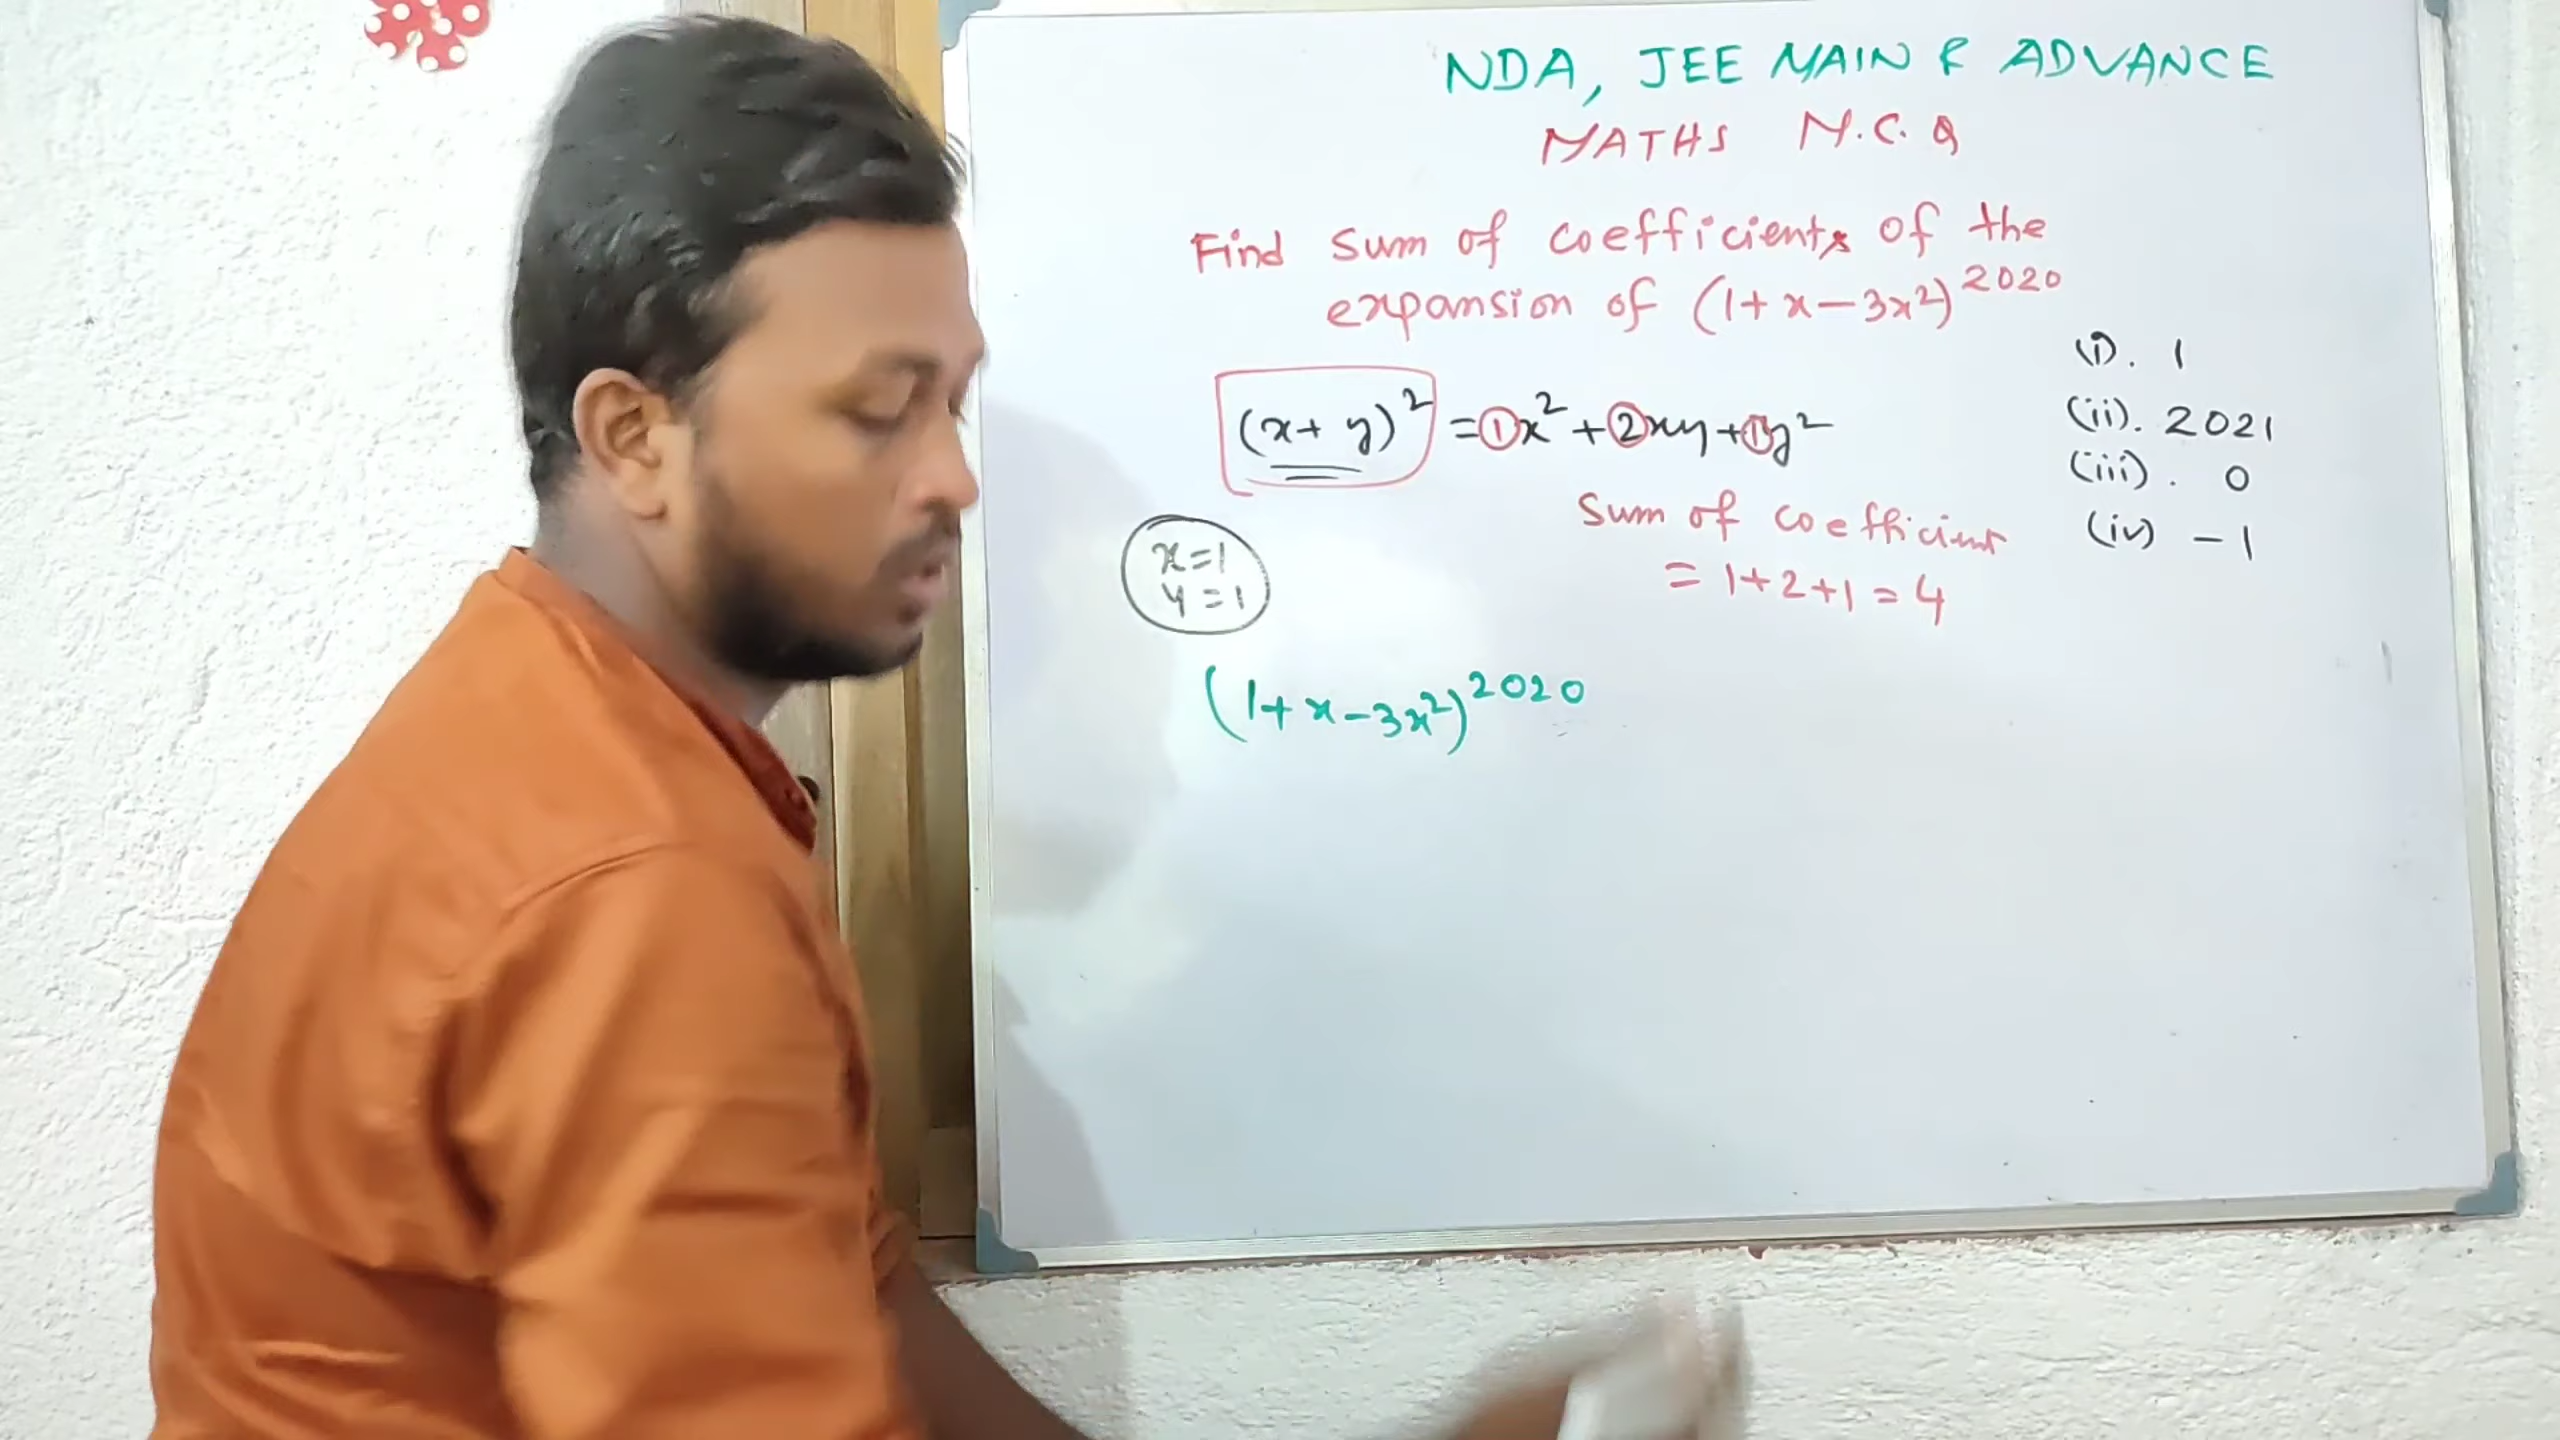 NDA, JEE MAIN & ADVANCE
MATHS M.C.Q
Find sum of coefficients of the
expansion of (1+x-3x²)²⁰²⁰
(i). 1
(ii). 2021
(iii). 0
(iv) -1
(x+y)² = 1x² + 2xy + 1y²
Sum of coefficient
= 1+2+1 = 4
x=1
y=1
(1+x-3x²)²⁰²⁰